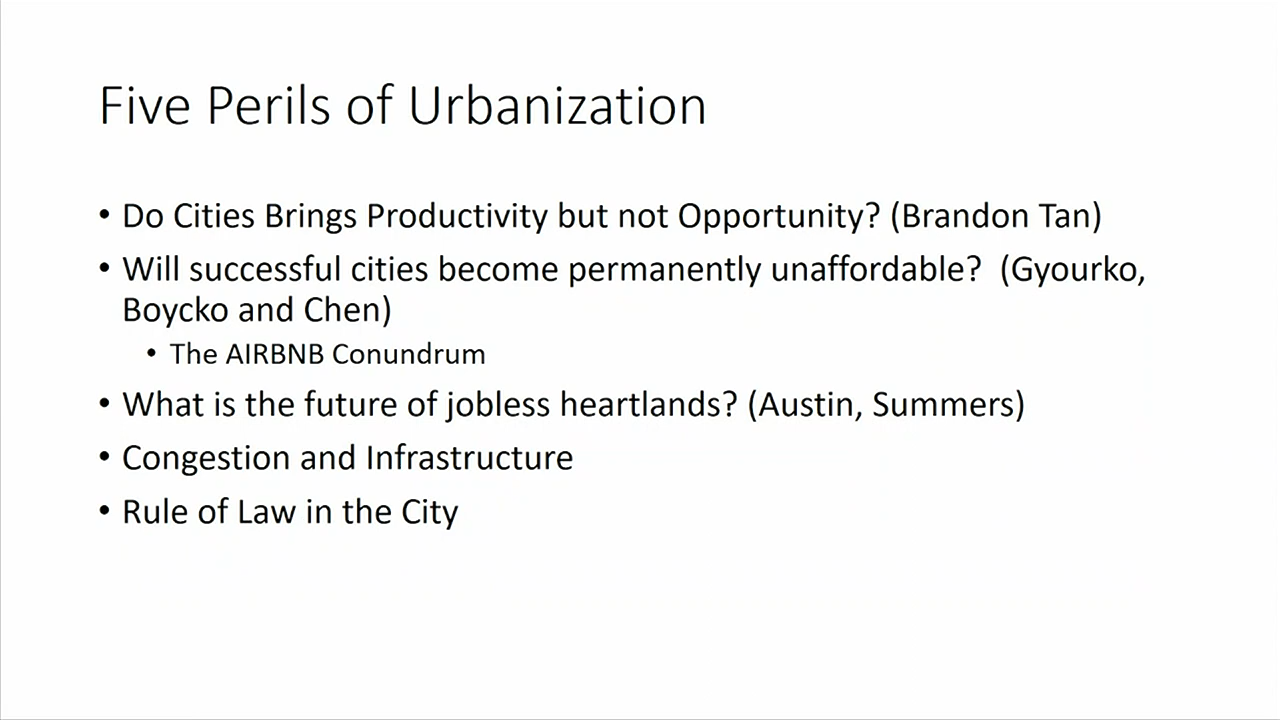 Five Perils of Urbanization
• Do Cities Brings Productivity but not Opportunity? (Brandon Tan)
• Will successful cities become permanently unaffordable?  (Gyourko,
Boycko and Chen)
• The AIRBNB Conundrum
• What is the future of jobless heartlands? (Austin, Summers)
• Congestion and Infrastructure
• Rule of Law in the City